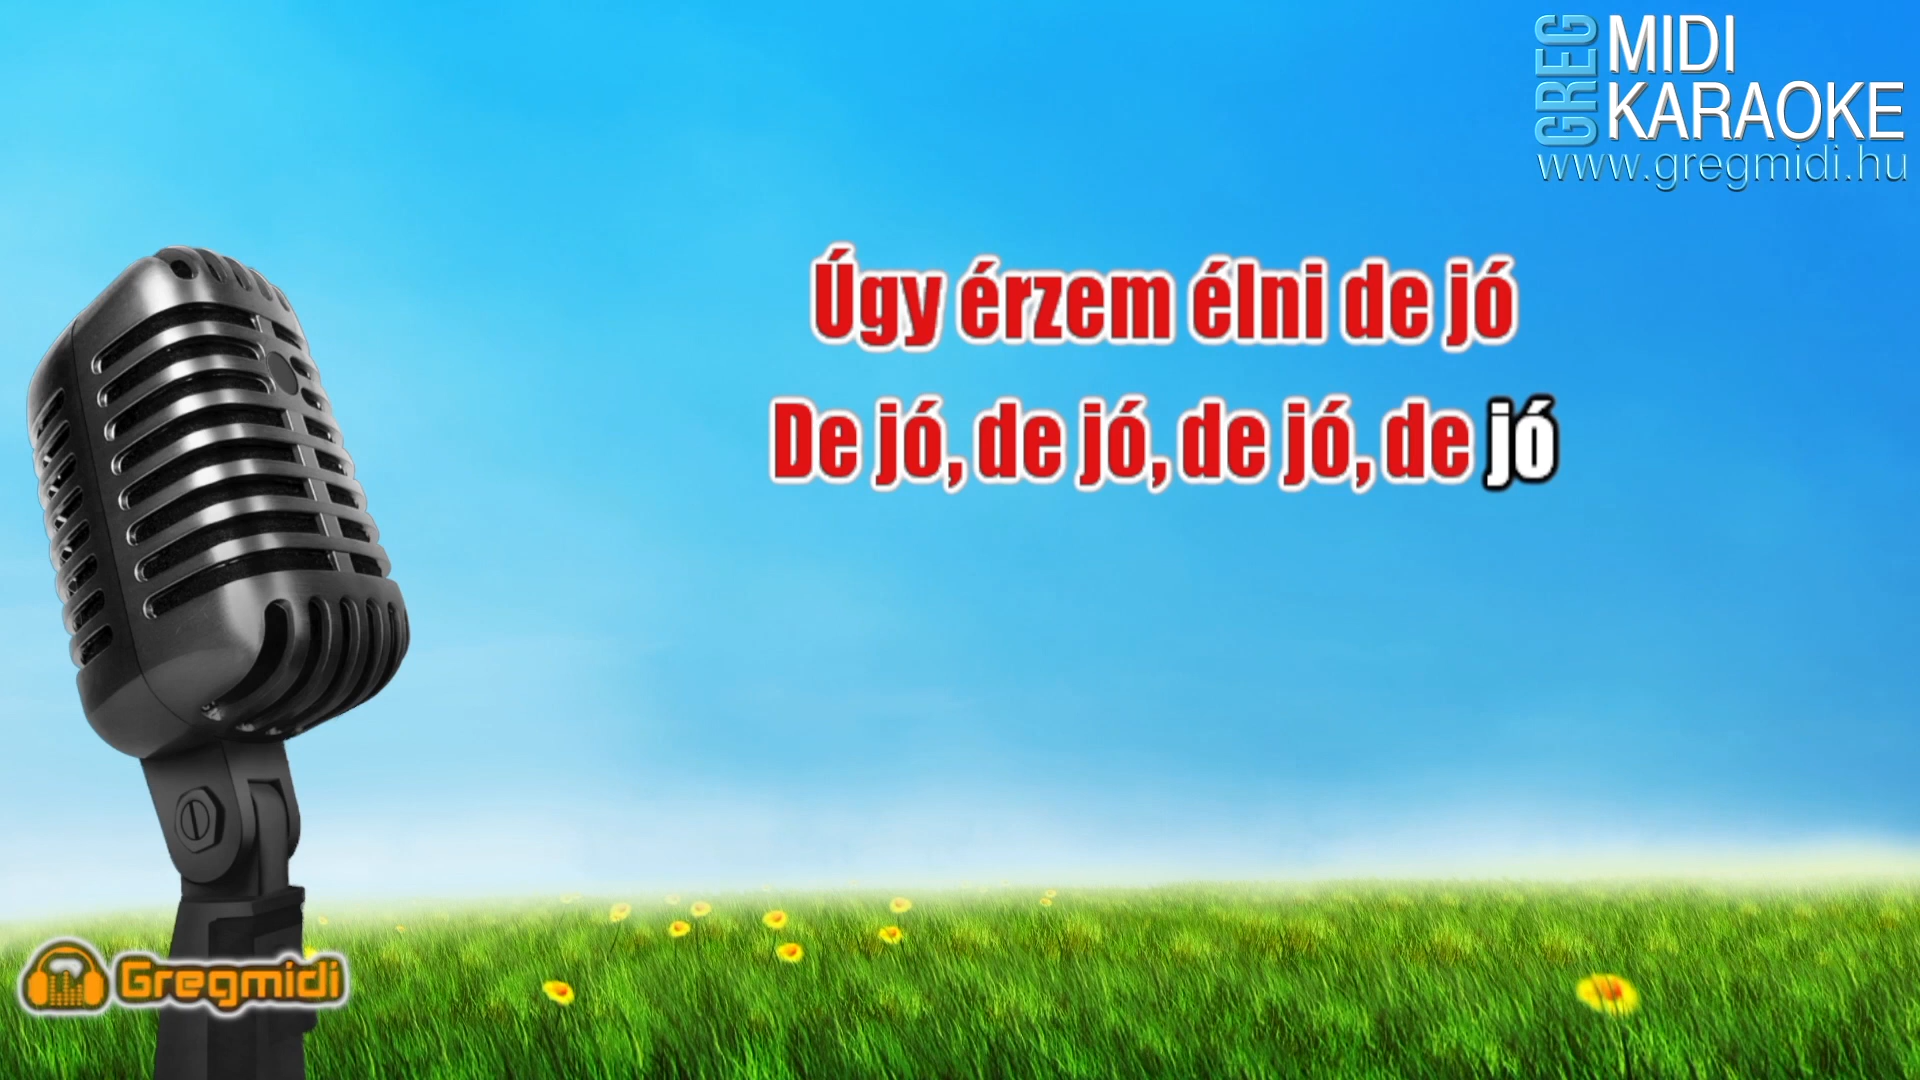 GREG MIDI
KARAOKE
www.gregmidi.hu
Úgy érzem élni de jó
De jó, de jó, de jó, de jó
Gregmidi